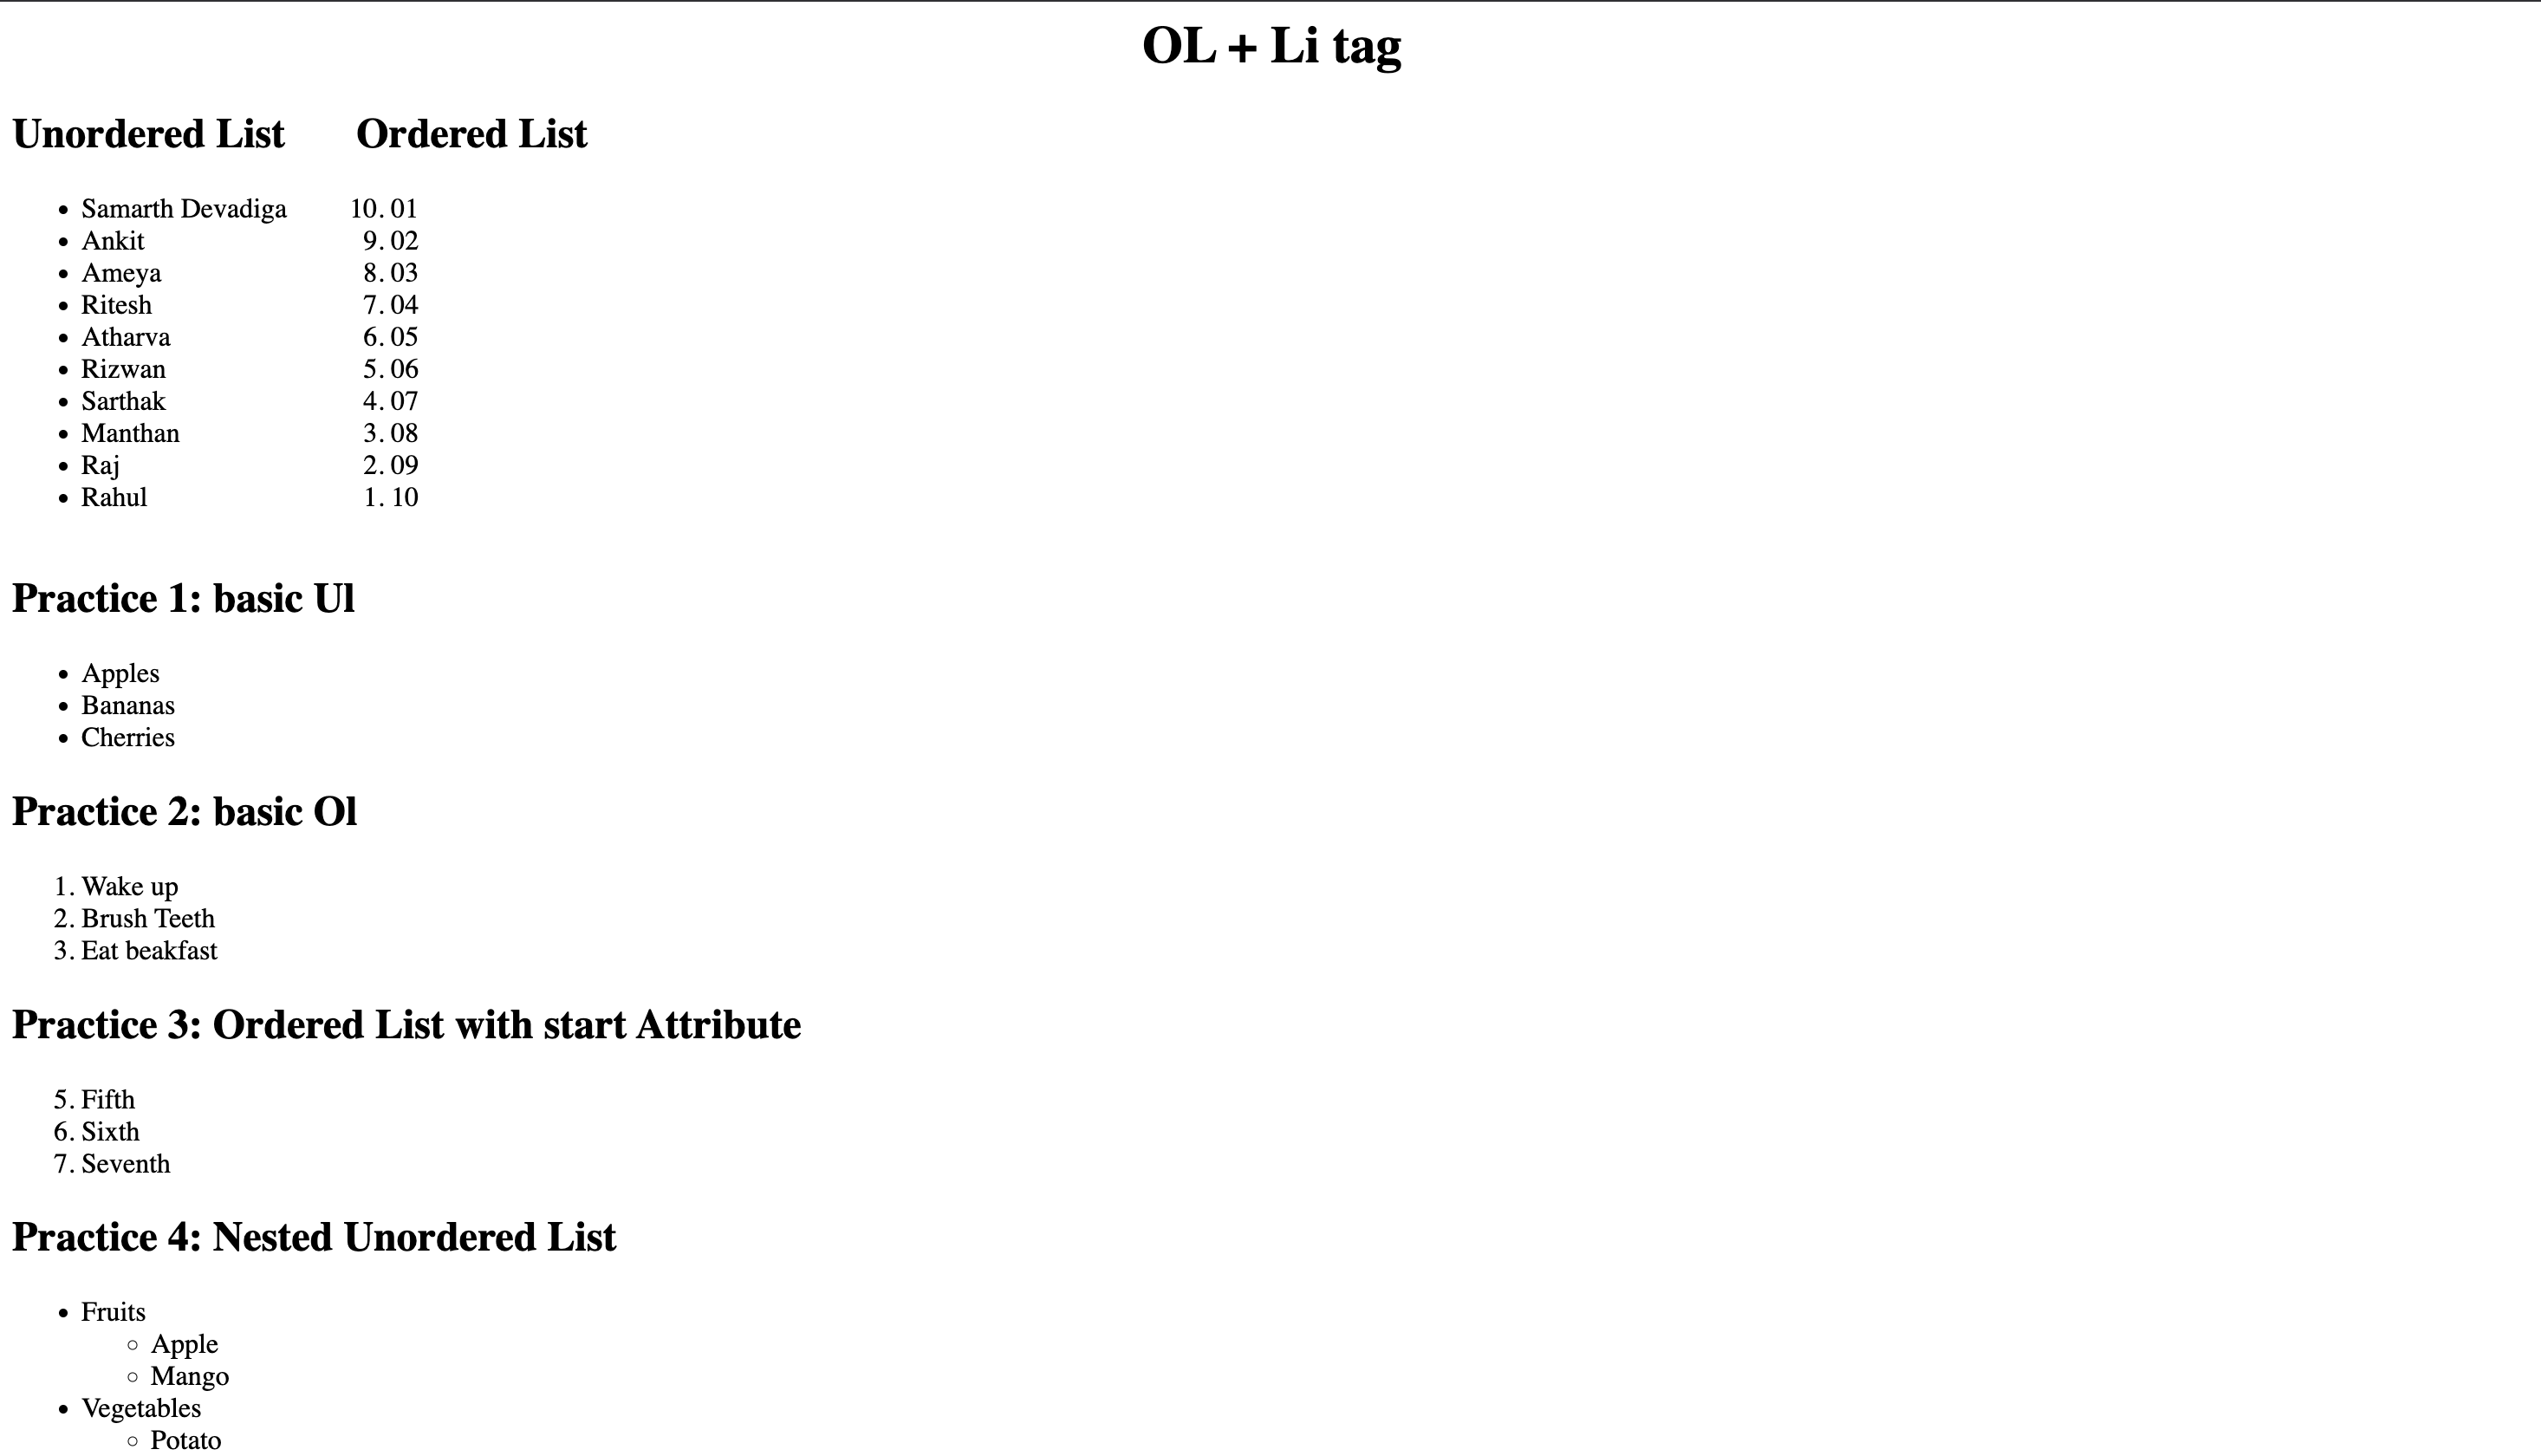 OL + Li tag
Unordered List
• Samarth Devadiga
• Ankit
• Ameya
• Ritesh
• Atharva
• Rizwan
• Sarthak
• Manthan
• Raj
• Rahul
Ordered List
10. 01
9. 02
8. 03
7. 04
6. 05
5. 06
4. 07
3. 08
2. 09
1. 10
Practice 1: basic Ul
• Apples
• Bananas
• Cherries
Practice 2: basic Ol
1. Wake up
2. Brush Teeth
3. Eat beakfast
Practice 3: Ordered List with start Attribute
5. Fifth
6. Sixth
7. Seventh
Practice 4: Nested Unordered List
• Fruits
◦ Apple
◦ Mango
• Vegetables
◦ Potato